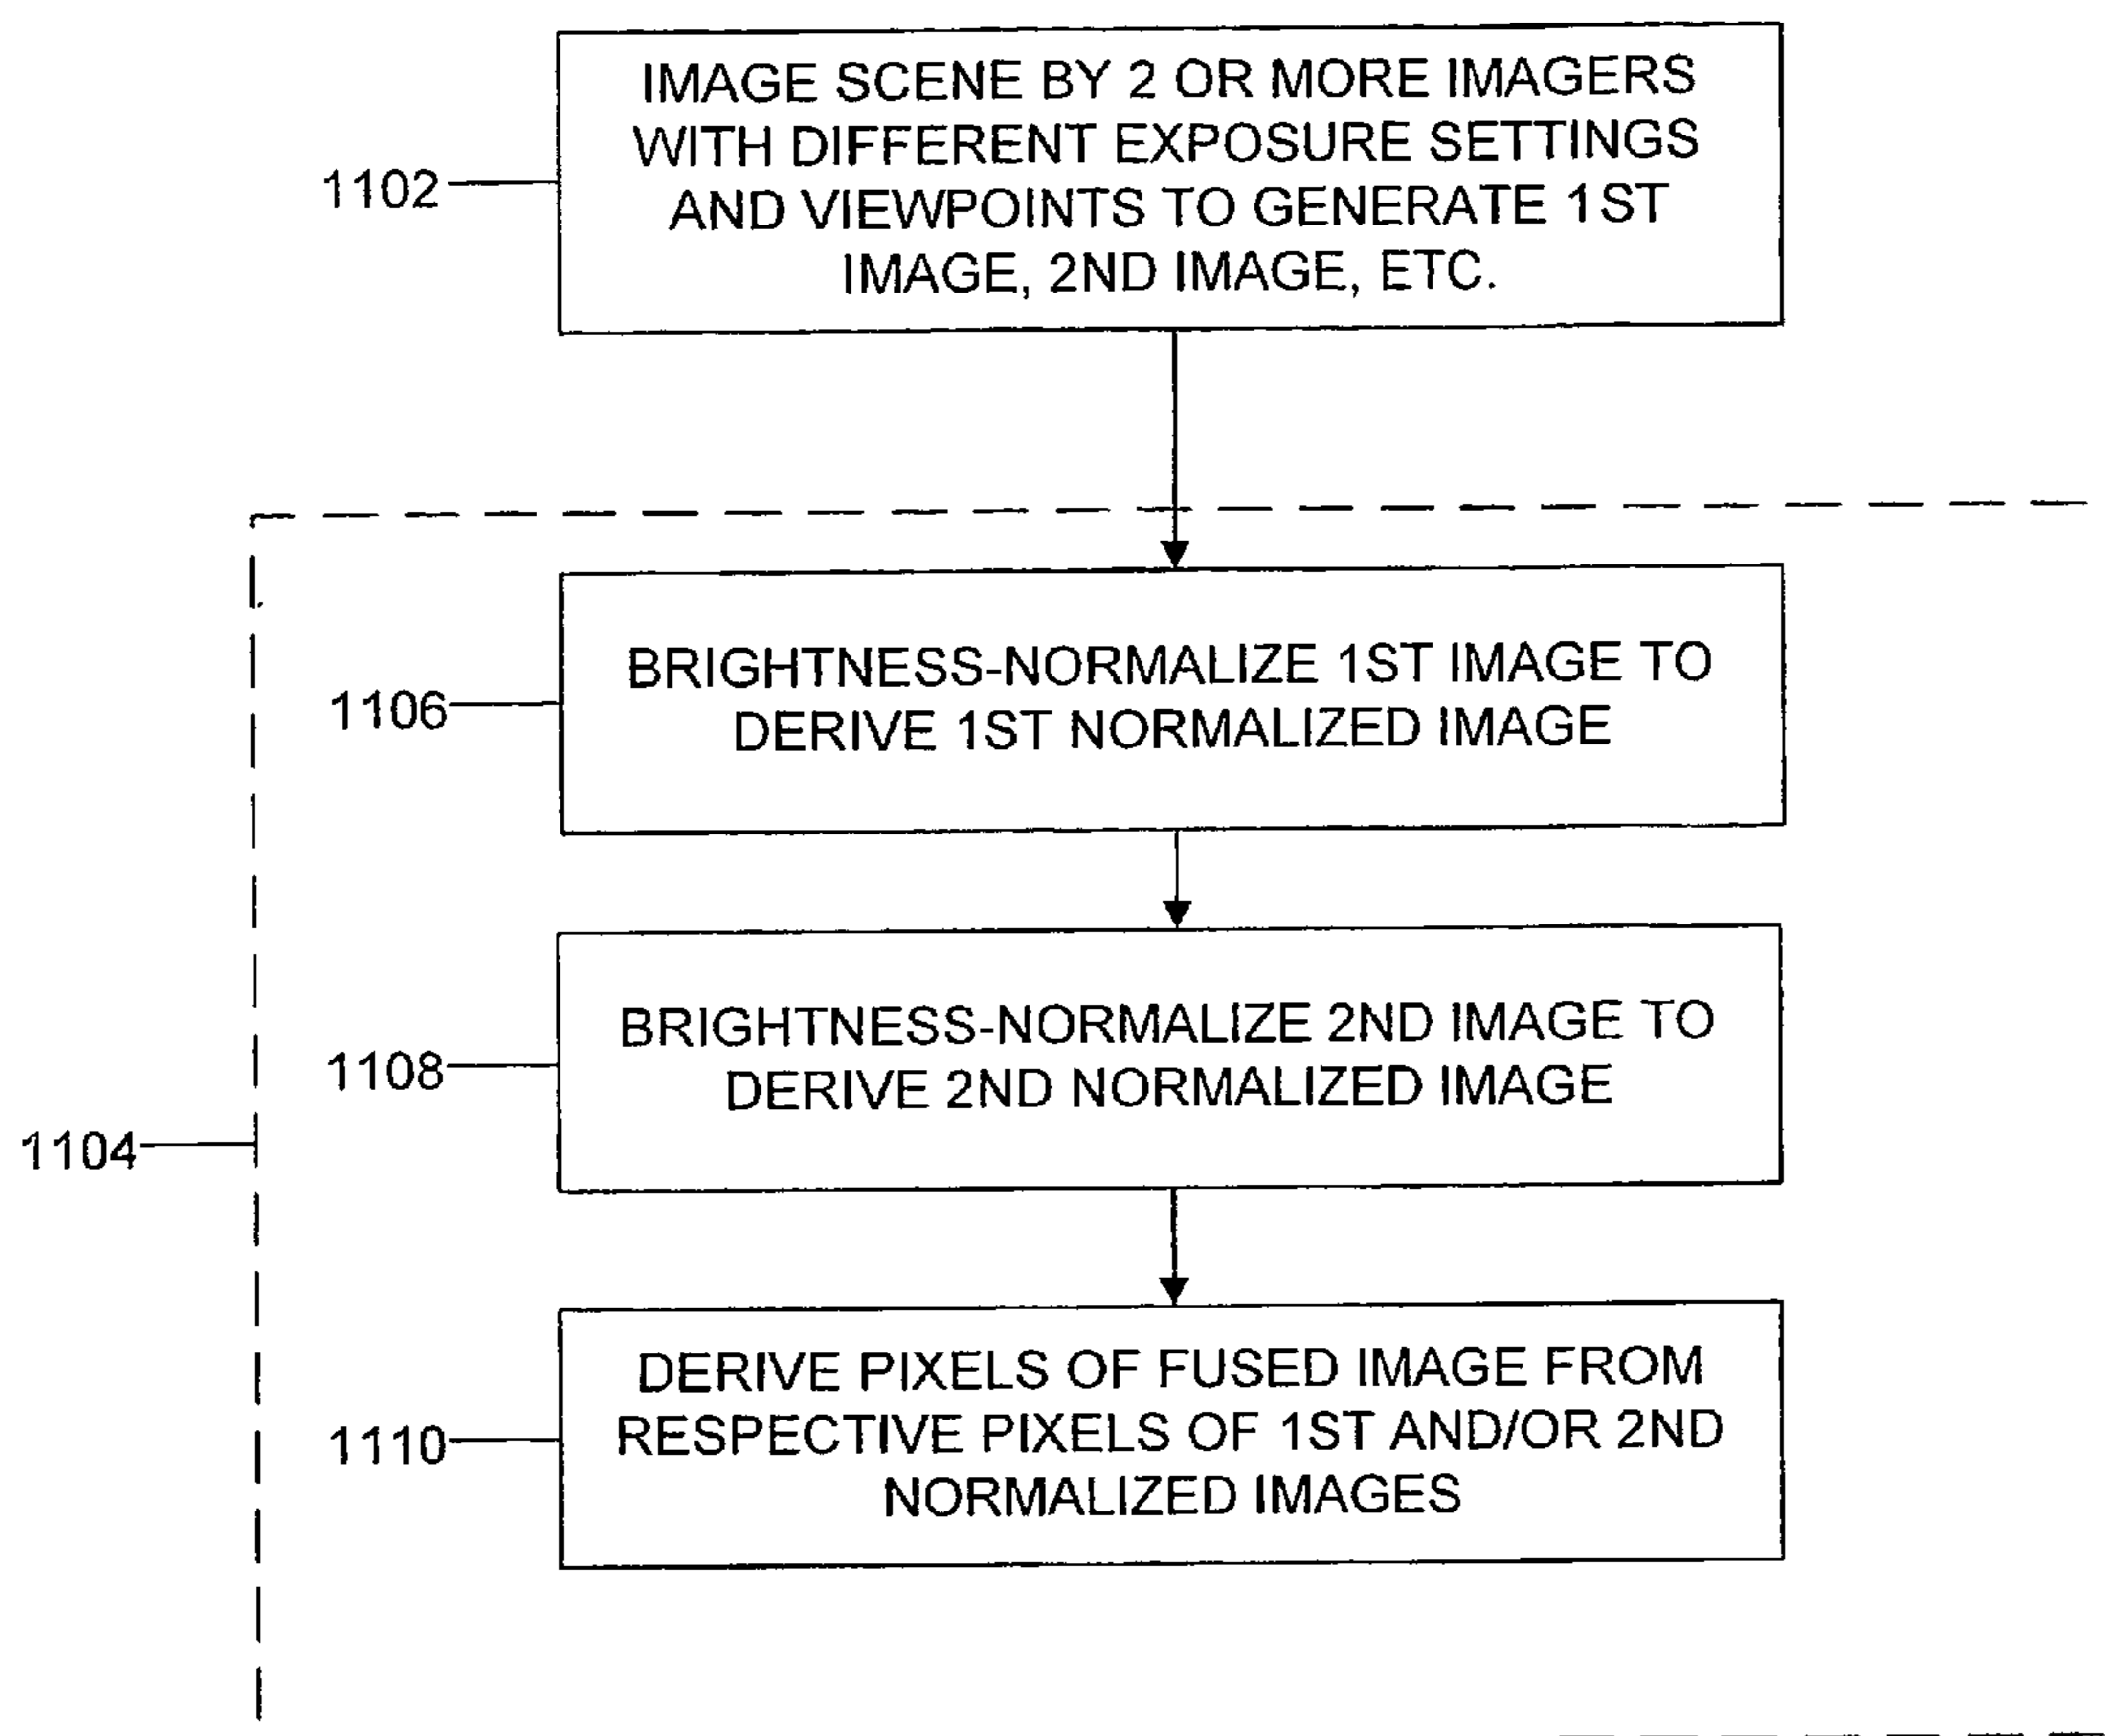 IMAGE SCENE BY 2 OR MORE IMAGERS
WITH DIFFERENT EXPOSURE SETTINGS
AND VIEWPOINTS TO GENERATE 1ST
IMAGE, 2ND IMAGE, ETC.
1102
BRIGHTNESS-NORMALIZE 1ST IMAGE TO
DERIVE 1ST NORMALIZED IMAGE
1106
BRIGHTNESS-NORMALIZE 2ND IMAGE TO
DERIVE 2ND NORMALIZED IMAGE
1108
1104
DERIVE PIXELS OF FUSED IMAGE FROM
RESPECTIVE PIXELS OF 1ST AND/OR 2ND
NORMALIZED IMAGES
1110